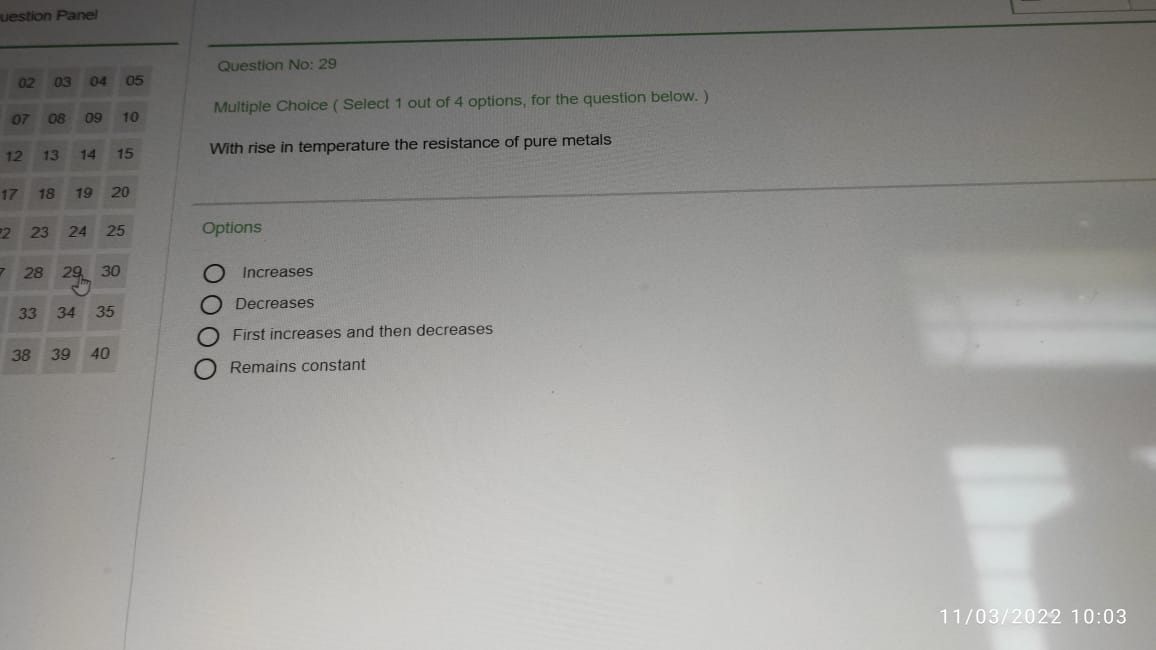 uestion Panel
Question No: 29
Multiple Choice ( Select 1 out of 4 options, for the question below. )
With rise in temperature the resistance of pure metals
02 03 04 05
07 08 09 10
12 13 14 15
17 18 19 20
22 23 24 25
7 28 29 30
33 34 35
38 39 40
Options
Increases
Decreases
First increases and then decreases
Remains constant
11/03/2022 10:03